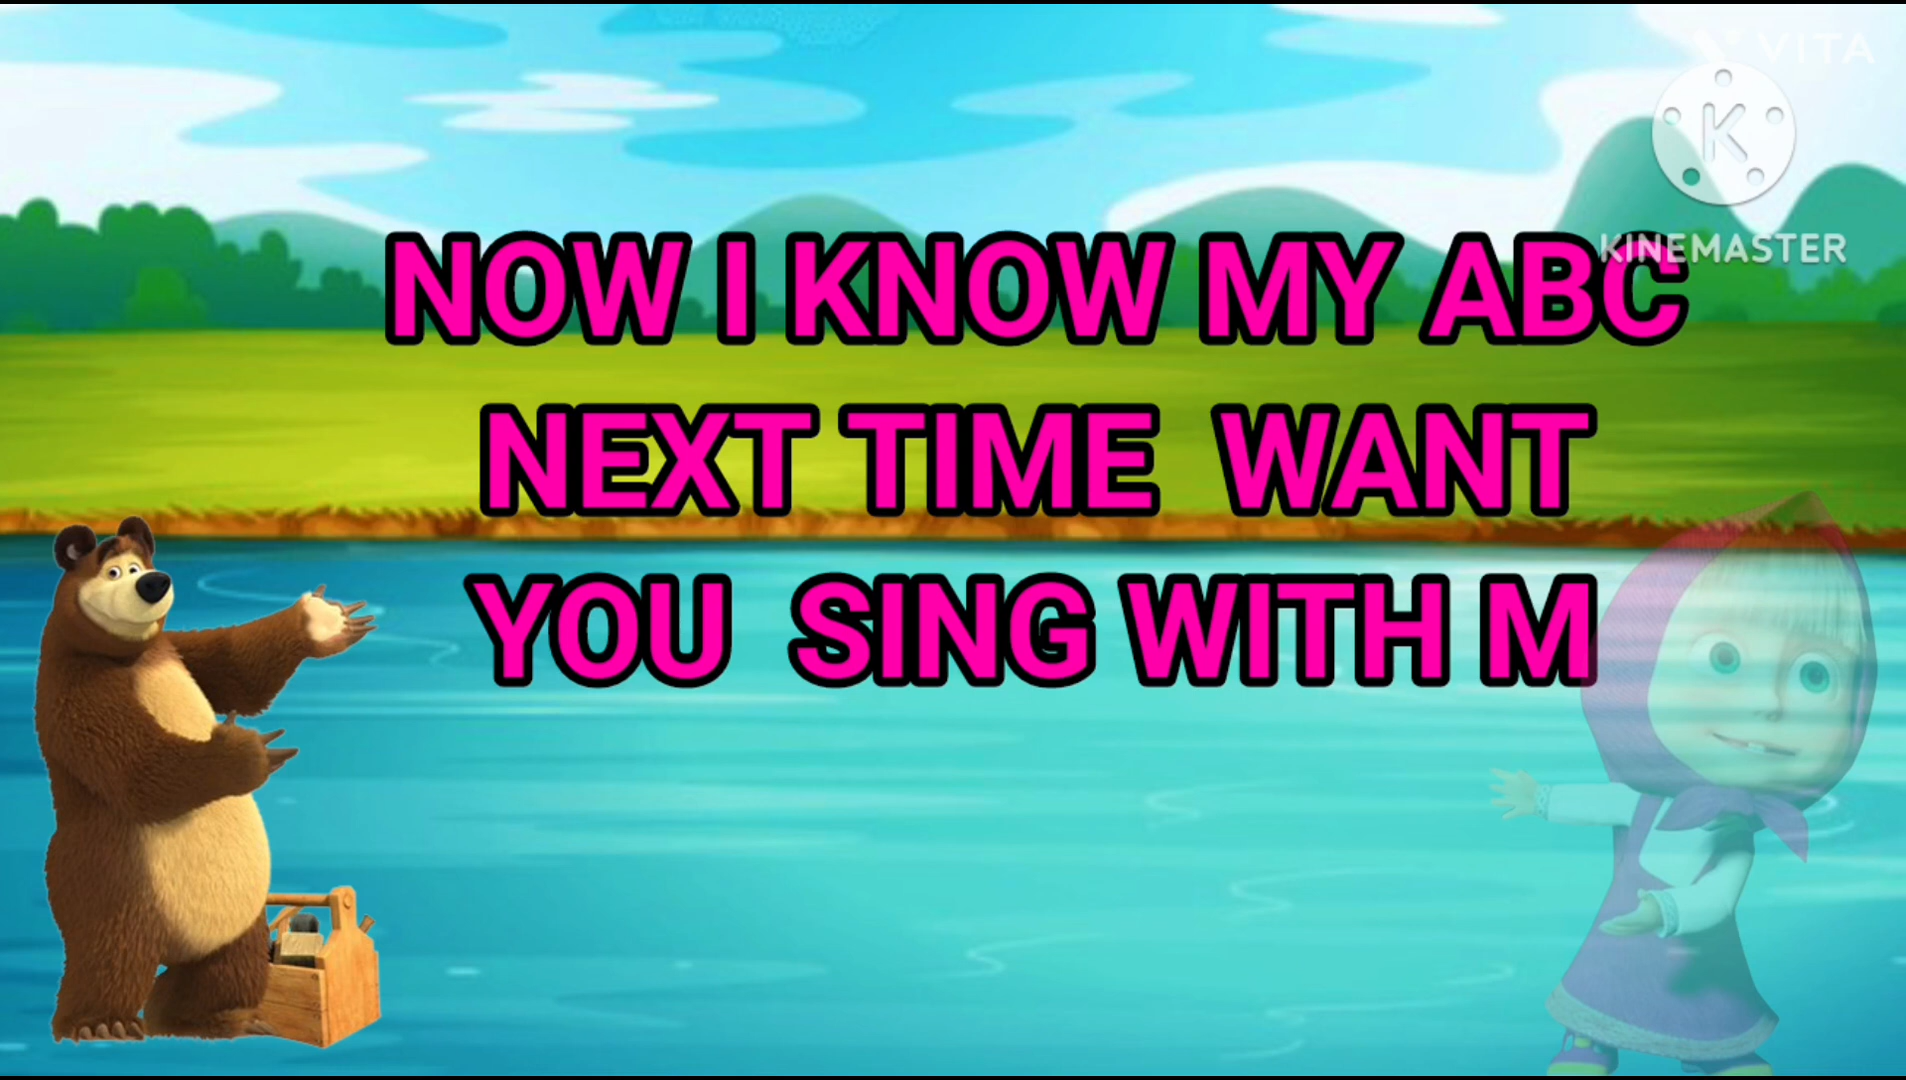 VITA
K
KINEMASTER
NOW I KNOW MY ABC
NEXT TIME WANT
YOU SING WITH M